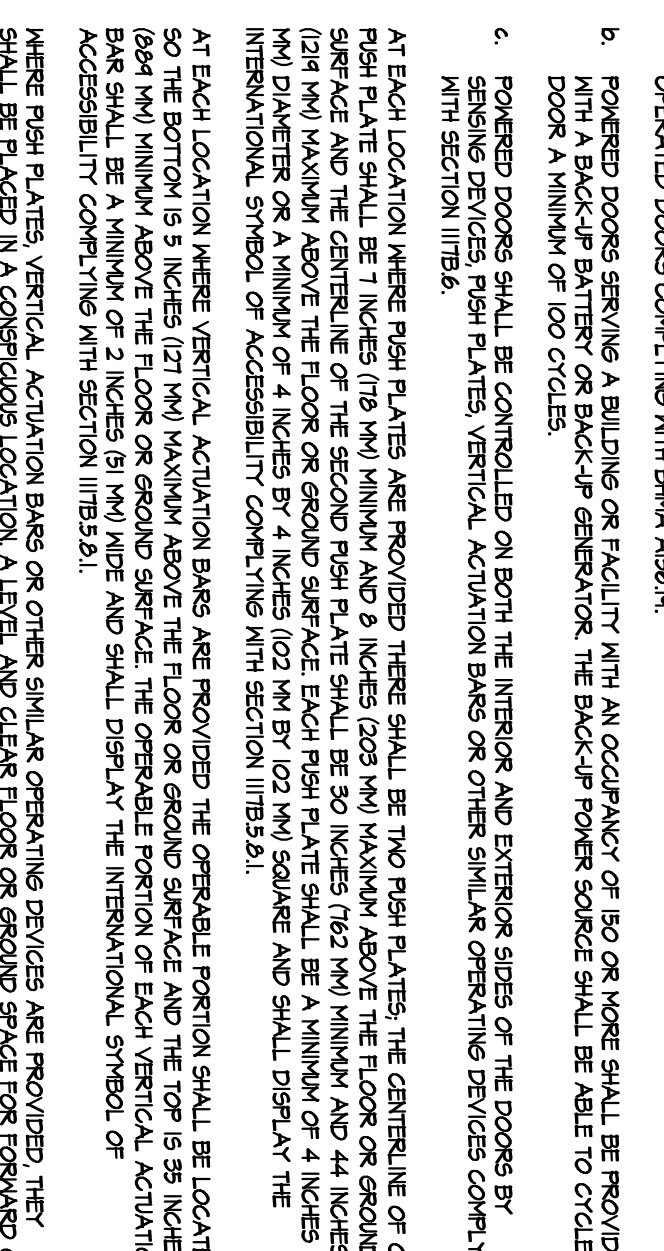 OPERATED DOORS COMPLYING WITH BHMA A156.19.
b. POWERED DOORS SERVING A BUILDING OR FACILITY WITH AN OCCUPANCY OF 150 OR MORE SHALL BE PROVID
WITH A BACK-UP BATTERY OR BACK-UP GENERATOR. THE BACK-UP POWER SOURCE SHALL BE ABLE TO CYCLE
DOOR A MINIMUM OF 100 CYCLES.
c. POWERED DOORS SHALL BE CONTROLLED ON BOTH THE INTERIOR AND EXTERIOR SIDES OF THE DOORS BY
SENSING DEVICES, PUSH PLATES, VERTICAL ACTUATION BARS OR OTHER SIMILAR OPERATING DEVICES COMPLY
WITH SECTION 1117B.6.
AT EACH LOCATION WHERE PUSH PLATES ARE PROVIDED THERE SHALL BE TWO PUSH PLATES; THE CENTERLINE OF
PUSH PLATE SHALL BE 7 INCHES (178 MM) MINIMUM AND 8 INCHES (203 MM) MAXIMUM ABOVE THE FLOOR OR GROUND
SURFACE AND THE CENTERLINE OF THE SECOND PUSH PLATE SHALL BE 30 INCHES (762 MM) MINIMUM AND 44 INCHES
(1219 MM) MAXIMUM ABOVE THE FLOOR OR GROUND SURFACE. EACH PUSH PLATE SHALL BE A MINIMUM OF 4 INCHES
MM) DIAMETER OR A MINIMUM OF 4 INCHES BY 4 INCHES (102 MM BY 102 MM) SQUARE AND SHALL DISPLAY THE
INTERNATIONAL SYMBOL OF ACCESSIBILITY COMPLYING WITH SECTION 1117B.5.8.1.
AT EACH LOCATION WHERE VERTICAL ACTUATION BARS ARE PROVIDED THE OPERABLE PORTION SHALL BE LOCAT
SO THE BOTTOM IS 5 INCHES (127 MM) MAXIMUM ABOVE THE FLOOR OR GROUND SURFACE AND THE TOP IS 35 INCHE
(889 MM) MINIMUM ABOVE THE FLOOR OR GROUND SURFACE. THE OPERABLE PORTION OF EACH VERTICAL ACTUATIO
BAR SHALL BE A MINIMUM OF 2 INCHES (51 MM) WIDE AND SHALL DISPLAY THE INTERNATIONAL SYMBOL OF
ACCESSIBILITY COMPLYING WITH SECTION 1117B.5.8.1.
WHERE PUSH PLATES, VERTICAL ACTUATION BARS OR OTHER SIMILAR OPERATING DEVICES ARE PROVIDED, THEY
SHALL BE PLACED IN A CONSPICUOUS LOCATION. A LEVEL AND CLEAR FLOOR OR GROUND SPACE FOR FORWARD